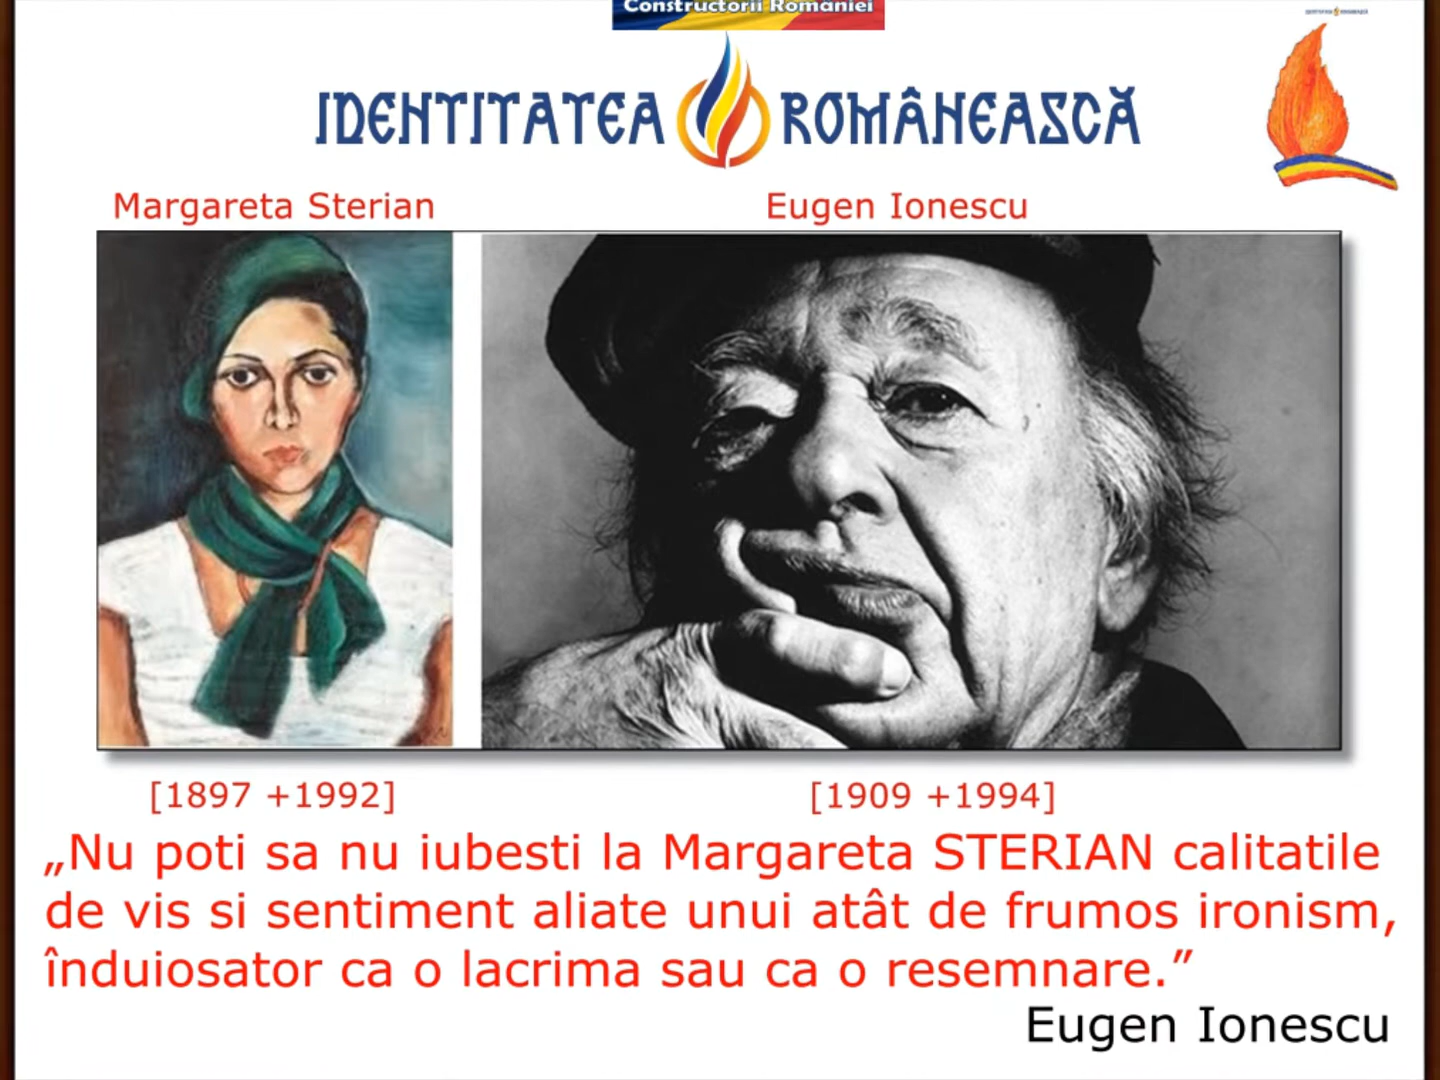 Constructorii României
IDENTITATEA ROMÂNEASCĂ
Margareta Sterian
Eugen Ionescu
[1897 +1992]
[1909 +1994]
„Nu poti sa nu iubesti la Margareta STERIAN calitatile
de vis si sentiment aliate unui atât de frumos ironism,
înduiosator ca o lacrima sau ca o resemnare.”
Eugen Ionescu